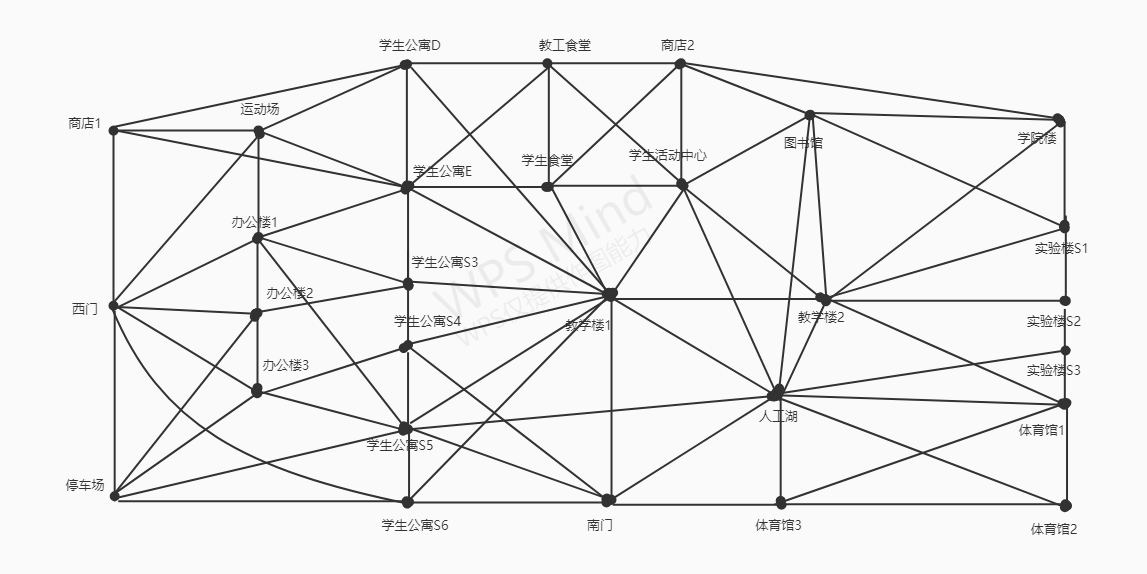 学生公寓D
教工食堂
商店2
运动场
商店1
学院楼
图书馆
学生活动中心
学生食堂
学生公寓E
办公楼1
实验楼S1
学生公寓S3
办公楼2
西门
教学楼2
实验楼S2
学生公寓S4
教学楼1
WPS Mind
WPS仅提供作图能力
办公楼3
实验楼S3
人工湖
体育馆1
学生公寓S5
停车场
学生公寓S6
南门
体育馆3
体育馆2